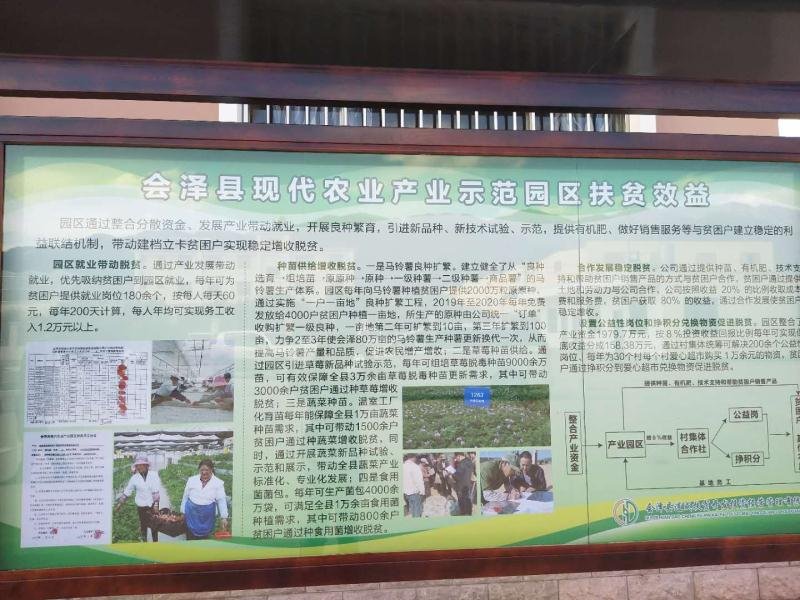 会泽县现代农业产业示范园区扶贫效益
园区通过整合分散资金、发展产业带动就业，开展良种繁育，引进新品种、新技术试验、示范，提供有机肥、做好销售服务等与贫困户建立稳定的利
益联结机制，带动建档立卡贫困户实现稳定增收脱贫。
园区就业带动脱贫。通过产业发展带动
就业，优先吸纳贫困户到园区就业，每年可为
贫困户提供就业岗位180余个，按每人每天60
元，每年200天计算，每人年均可实现务工收
入1.2万元以上。
种苗供给增收脱贫。一是马铃薯良种扩繁。建立健全了从“良种
选育→组培苗→原原种→原种→一级种薯→二级种薯→商品薯”的马
铃薯生产体系。园区每年向马铃薯种植贫困户提供2000万粒原原种，
通过实施“一户一亩地”良种扩繁工程，2019年至2020年每年免费
发放给4000户贫困户种植一亩地，所生产的原种由公司统一“订单”
收购扩繁一级良种，一亩地第二年可扩繁到10亩，第三年扩繁到100
亩，力争2至3年使会泽80万亩的马铃薯生产种薯更新换代一次，从而
提高马铃薯产量和品质，促进农民增产增收；二是草莓种苗供给。通
过园区引进草莓新品种试验示范，每年可组培草莓脱毒种苗9000余万
苗，可有效保障全县3万余亩草莓脱毒种苗更新需求，其中可带动
3000余户贫困户通过种草莓增收
脱贫；三是蔬菜种苗。温室工厂
化育苗每年能保障全县1万亩蔬菜
种苗需求，其中可带动1500余户
贫困户通过种蔬菜增收脱贫，同
时，通过开展蔬菜新品种试验、
示范和展示，带动全县蔬菜产业
标准化、专业化发展；四是食用
菌菌包。每年可生产菌包4000余
万袋，可满足全县1万余亩食用菌
种植需求，其中可带动800余户
贫困户通过种食用菌增收脱贫。
1263
合作发展稳定脱贫。公司通过提供种苗、有机肥、技术支
持和帮助贫困户销售产品的方式与贫困户合作，贫困户通过
土地和劳动力与公司合作，公司按照收益 20% 的比例收取成本
费和服务费，贫困户获取 80% 的收益，通过合作发展使贫困户
稳定增收。
设置公益性岗位和挣积分兑换物资促进脱贫。园区整合了
产业资金1979.7万元，按8%投资收益回报比例每年可实现
底收益分成158.38万元，通过村集体统筹可解决200余个公益性
岗位，每年为30个村每个村爱心超市购买1万余元的物资，贫困
户通过挣积分到爱心超市兑换物资促进脱贫。
提供种苗、有机肥、技术支持和帮助贫困户销售产品
整合产业资金
产业园区
村集体
合作社
公益岗
挣积分
基地务工